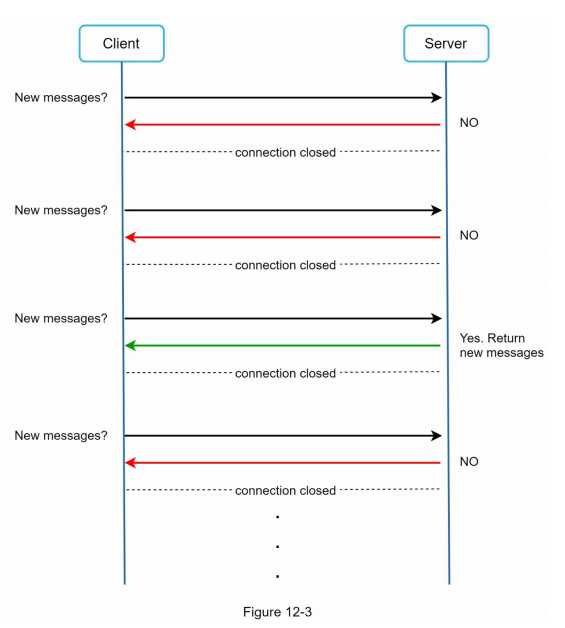 Client
Server
New messages?
NO
connection closed
New messages?
NO
connection closed
New messages?
Yes. Return
new messages
connection closed
New messages?
NO
connection closed
Figure 12-3